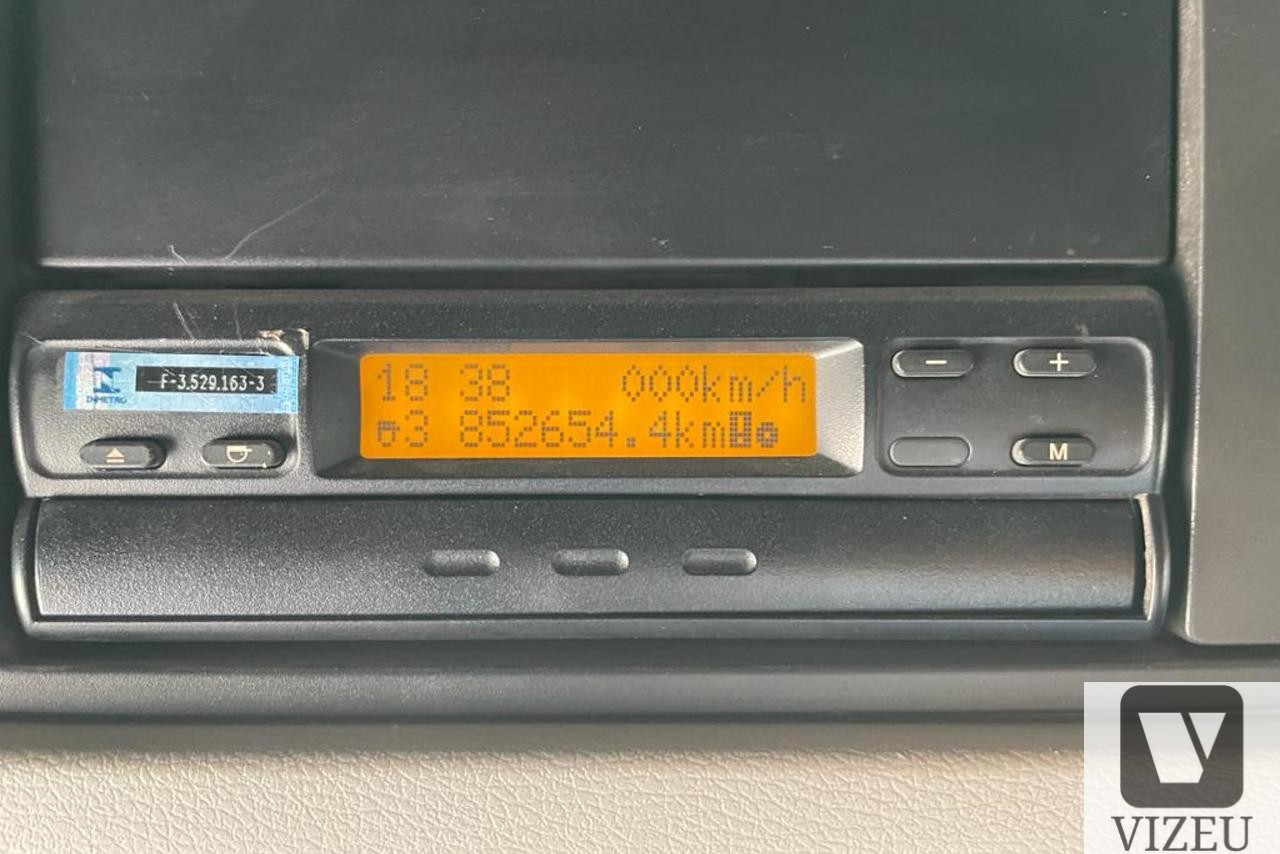 INMETRO
F-3.529.163-3
18 38 000km/h
3 852654.4km
− +
M
VIZEU